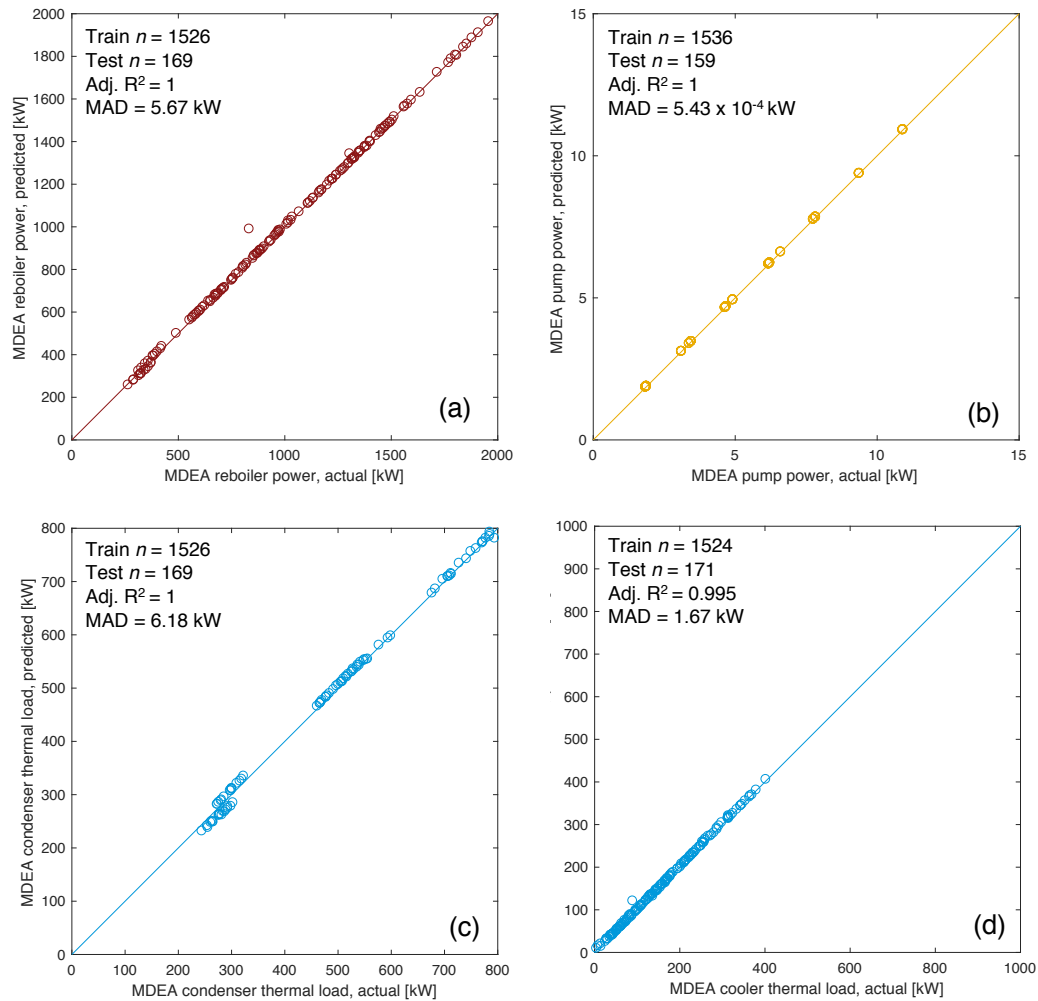 2000
1800
1600
1400
1200
1000
800
600
400
200
0
MDEA reboiler power, predicted [kW]
Train n = 1526
Test n = 169
Adj. R² = 1
MAD = 5.67 kW
(a)
0 500 1000 1500 2000
MDEA reboiler power, actual [kW]
15
10
5
0
MDEA pump power, predicted [kW]
Train n = 1536
Test n = 159
Adj. R² = 1
MAD = 5.43 x 10⁻⁴ kW
(b)
0 5 10 15
MDEA pump power, actual [kW]
800
700
600
500
400
300
200
100
0
MDEA condenser thermal load, predicted [kW]
Train n = 1526
Test n = 169
Adj. R² = 1
MAD = 6.18 kW
(c)
0 100 200 300 400 500 600 700 800
MDEA condenser thermal load, actual [kW]
1000
900
800
700
600
500
400
300
200
100
0
Train n = 1524
Test n = 171
Adj. R² = 0.995
MAD = 1.67 kW
(d)
0 200 400 600 800 1000
MDEA cooler thermal load, actual [kW]